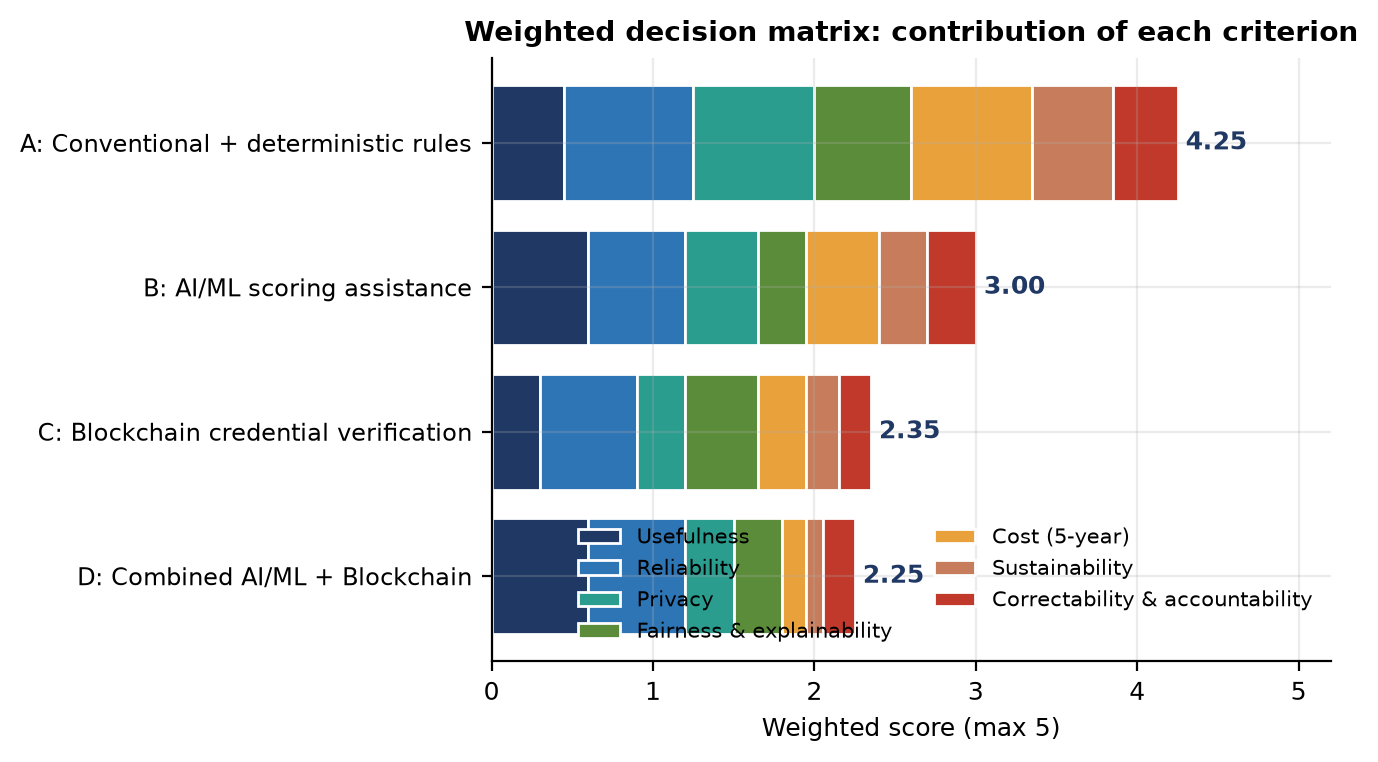 Weighted decision matrix: contribution of each criterion
A: Conventional + deterministic rules
4.25
B: AI/ML scoring assistance
3.00
C: Blockchain credential verification
2.35
D: Combined AI/ML + Blockchain
2.25
Usefulness
Reliability
Privacy
Fairness & explainability
Cost (5-year)
Sustainability
Correctability & accountability
0 1 2 3 4 5
Weighted score (max 5)